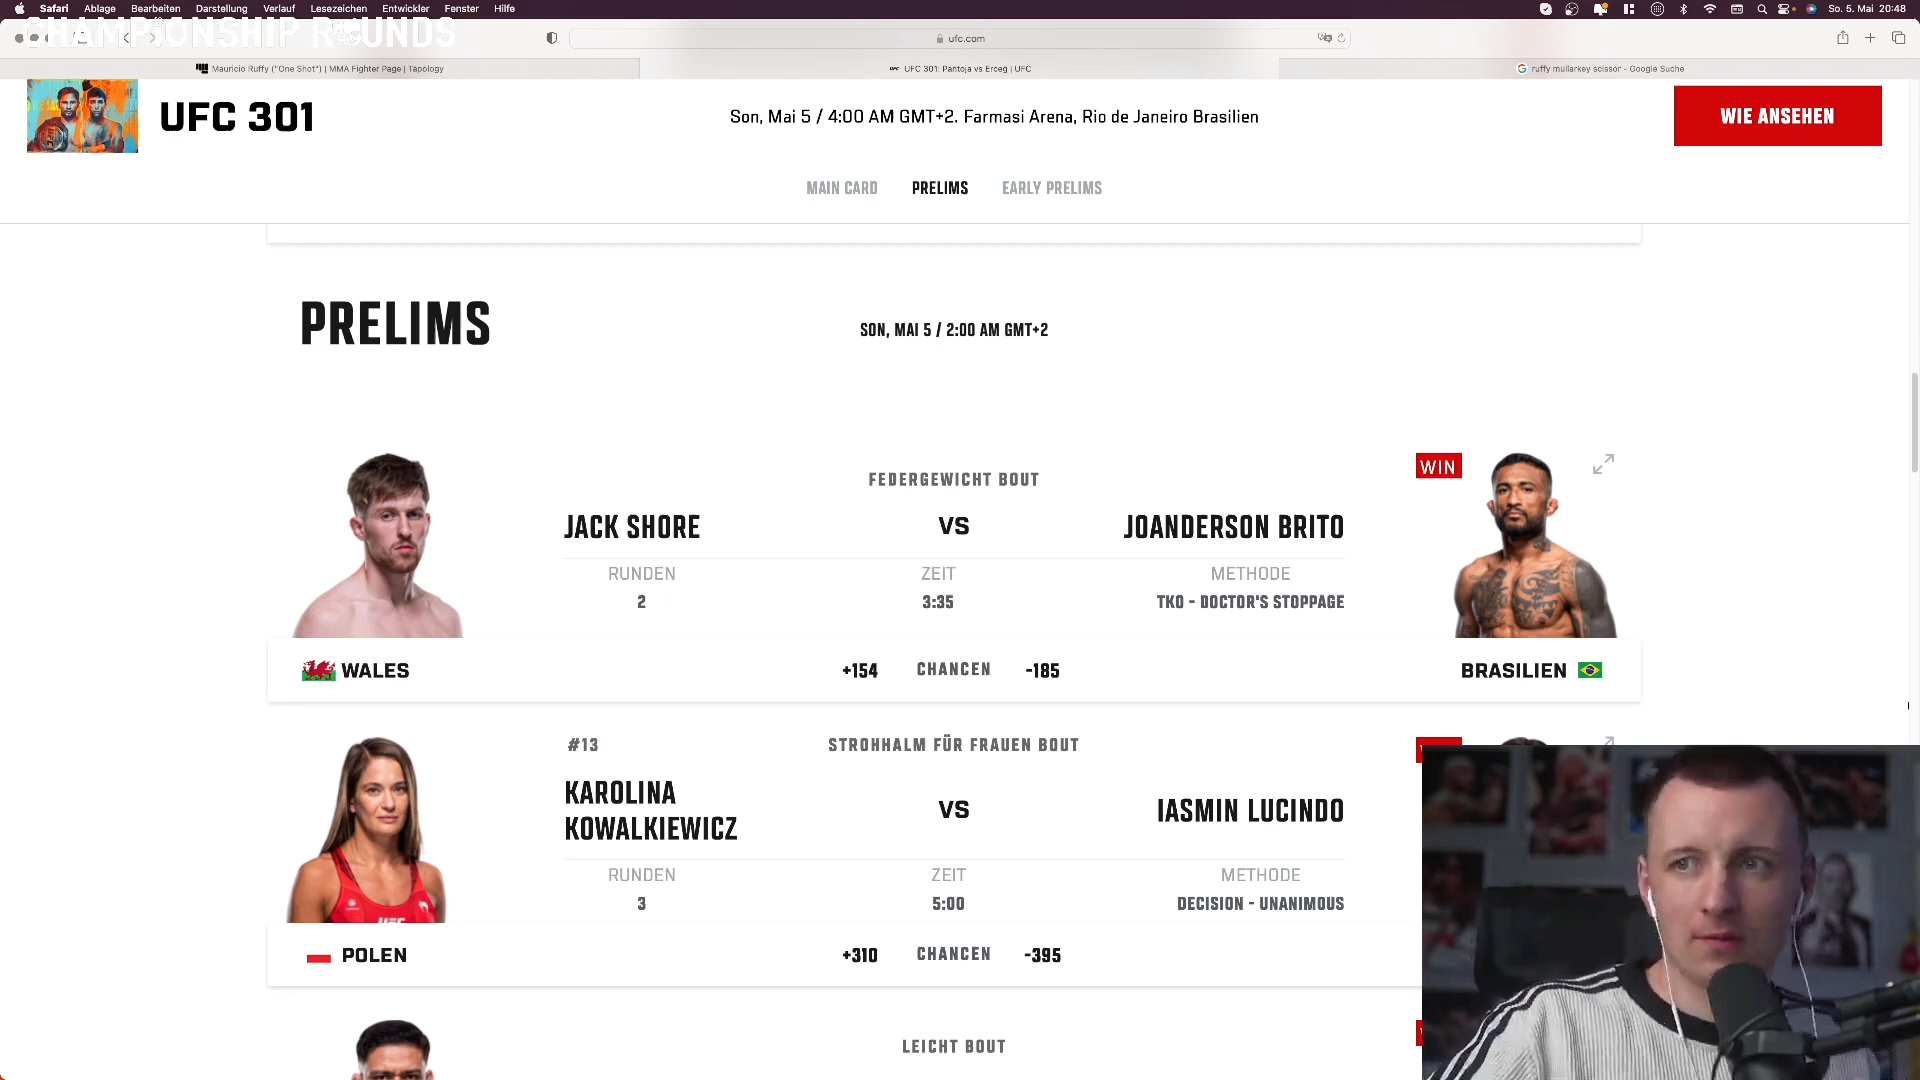 Safari Ablage Bearbeiten Darstellung Verlauf Lesezeichen Entwickler Fenster Hilfe So. 5. Mai 20:48
CHAMPIONSHIP ROUNDS
ufc.com
Mauricio Ruffy ("One Shot") | MMA Fighter Page | Tapology
UFC 301: Pantoja vs Erceg | UFC
ruffy mullarkey scissor - Google Suche
UFC 301
Son, Mai 5 / 4:00 AM GMT+2. Farmasi Arena, Rio de Janeiro Brasilien
WIE ANSEHEN
MAIN CARD PRELIMS EARLY PRELIMS
PRELIMS
SON, MAI 5 / 2:00 AM GMT+2
FEDERGEWICHT BOUT
WIN
JACK SHORE VS JOANDERSON BRITO
RUNDEN ZEIT METHODE
2 3:35 TKO - DOCTOR'S STOPPAGE
WALES +154 CHANCEN -185 BRASILIEN
#13 STROHHALM FÜR FRAUEN BOUT
KAROLINA
KOWALKIEWICZ
VS
IASMIN LUCINDO
RUNDEN ZEIT METHODE
3 5:00 DECISION - UNANIMOUS
UFC
POLEN +310 CHANCEN -395
LEICHT BOUT